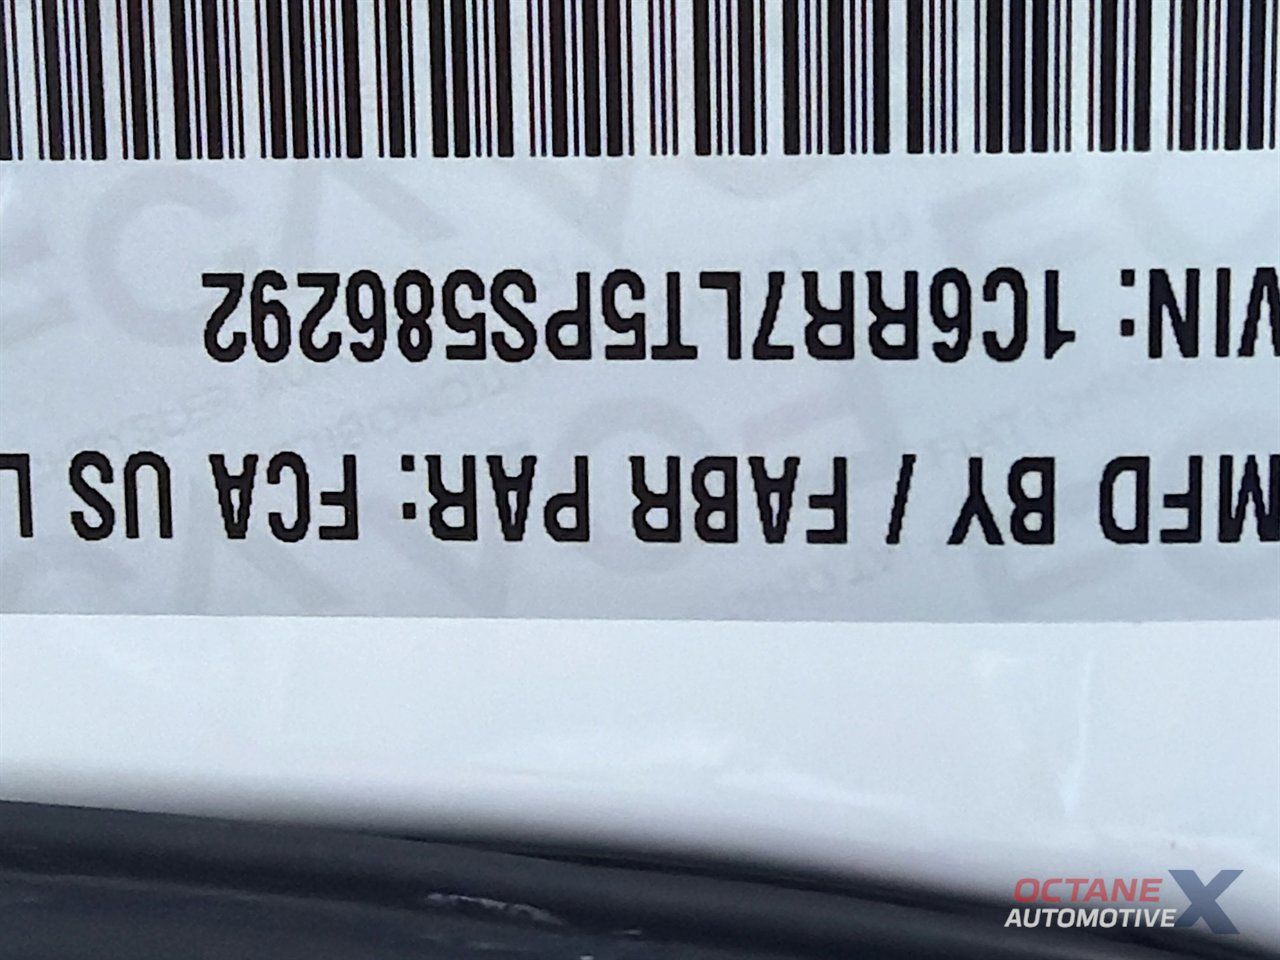 MFD BY / FABR PAR: FCA US L
VIN: 1C6RR7LT5PS586292
OCTANE X
AUTOMOTIVE